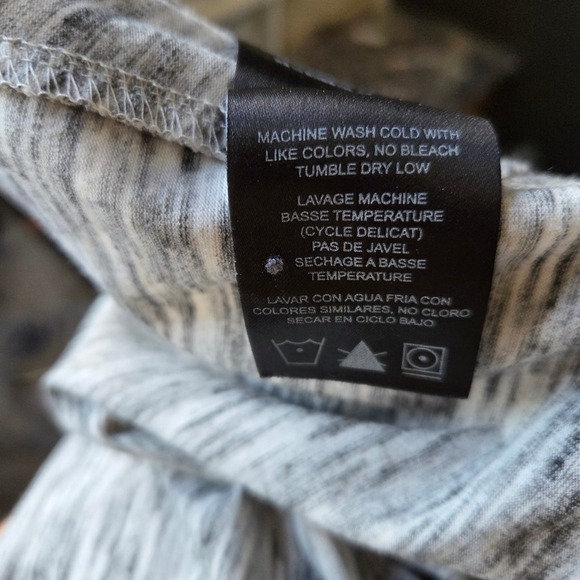 MACHINE WASH COLD WITH
LIKE COLORS, NO BLEACH
TUMBLE DRY LOW
LAVAGE MACHINE
BASSE TEMPERATURE
(CYCLE DELICAT)
PAS DE JAVEL
SECHAGE A BASSE
TEMPERATURE
LAVAR CON AGUA FRIA CON
COLORES SIMILARES, NO CLORO
SECAR EN CICLO BAJO